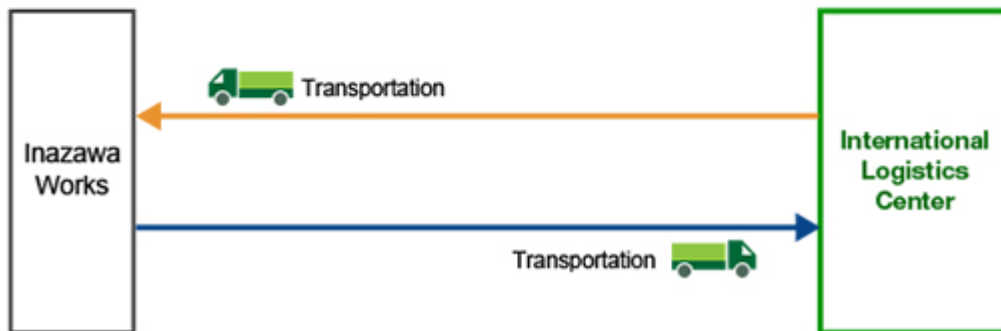 Transportation
Inazawa
Works
International
Logistics
Center
Transportation